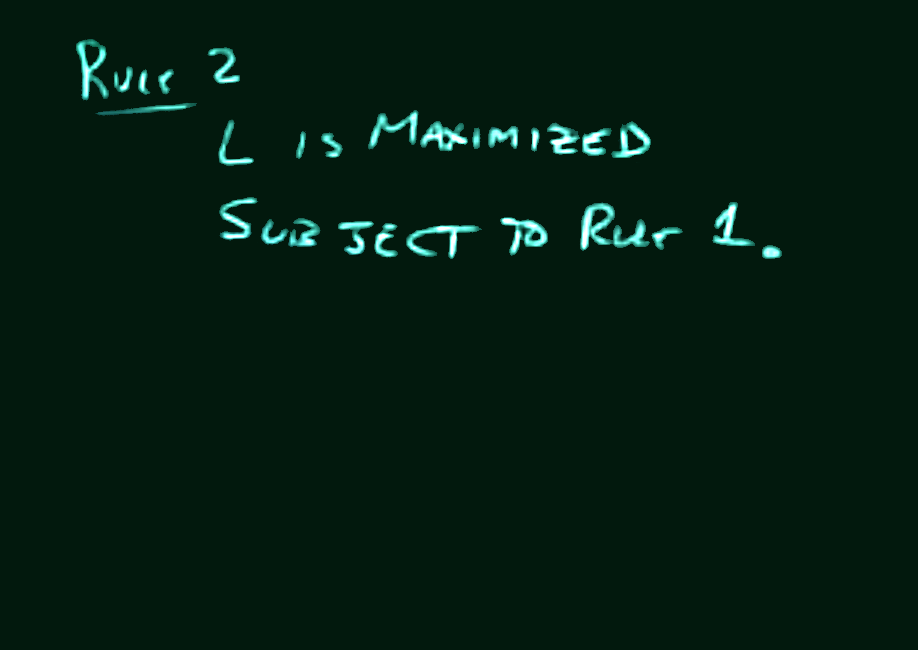 Rule 2
L is MAXIMIZED
SUBJECT TO Rule 1.